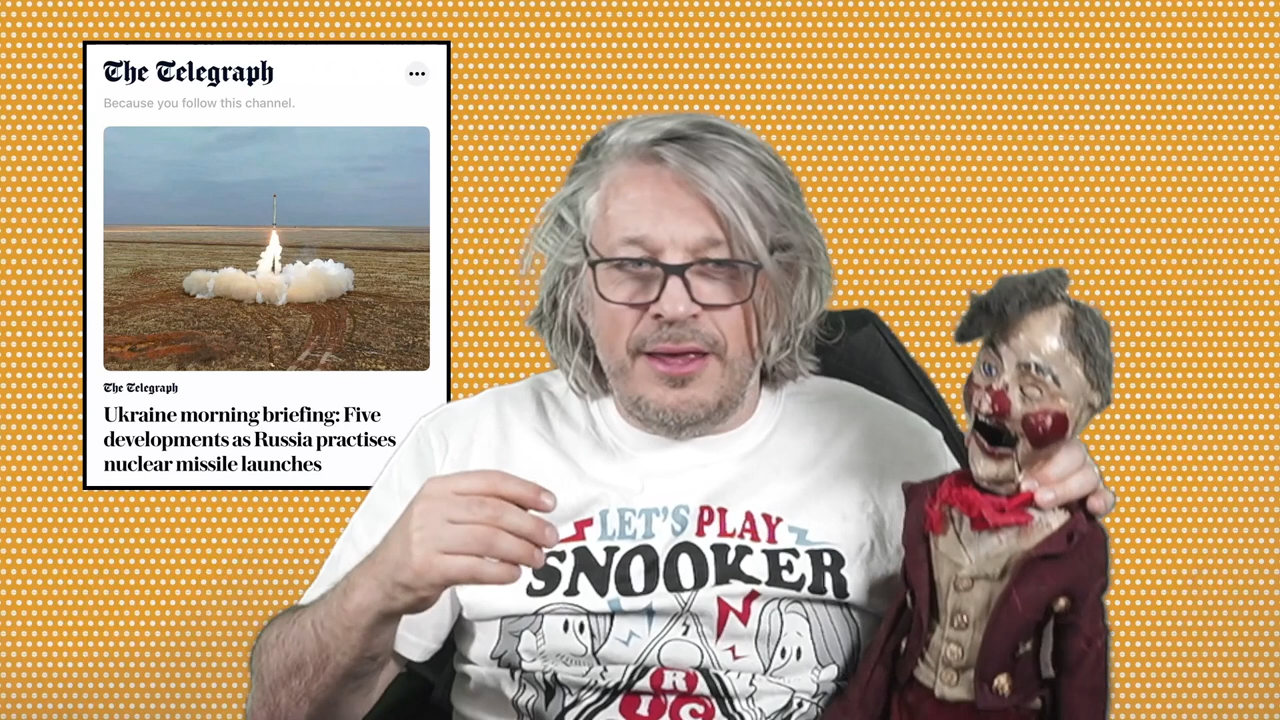 The Telegraph
Because you follow this channel.
The Telegraph
Ukraine morning briefing: Five
developments as Russia practises
nuclear missile launches
LET'S PLAY
SNOOKER
R
I C